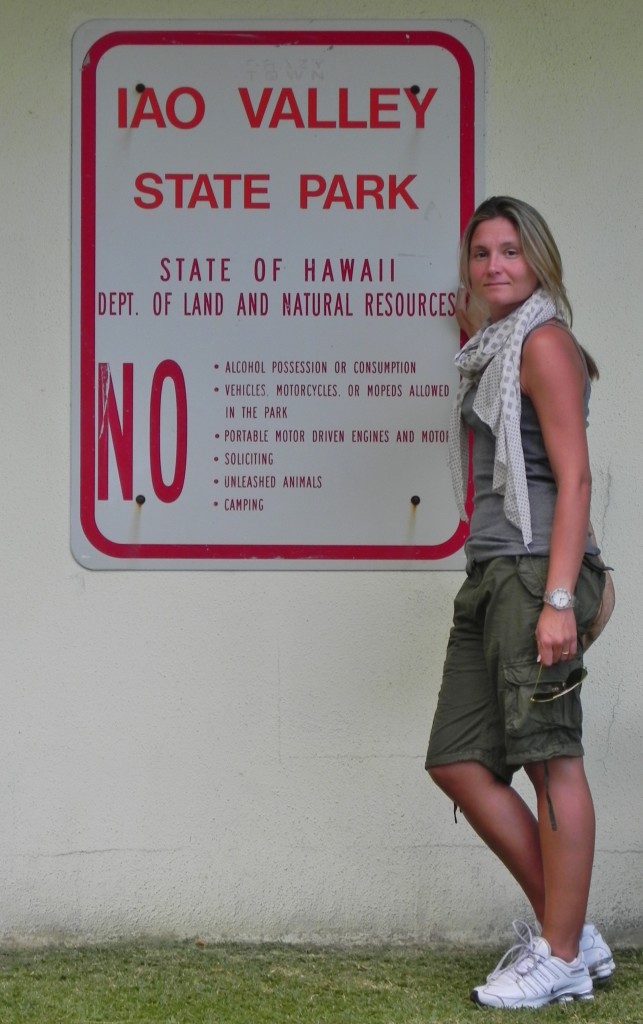 IAO VALLEY
STATE PARK
STATE OF HAWAII
DEPT. OF LAND AND NATURAL RESOURCES
NO
• ALCOHOL POSSESSION OR CONSUMPTION
• VEHICLES, MOTORCYCLES, OR MOPEDS ALLOWED
IN THE PARK
• PORTABLE MOTOR DRIVEN ENGINES AND MOTO
• SOLICITING
• UNLEASHED ANIMALS
• CAMPING